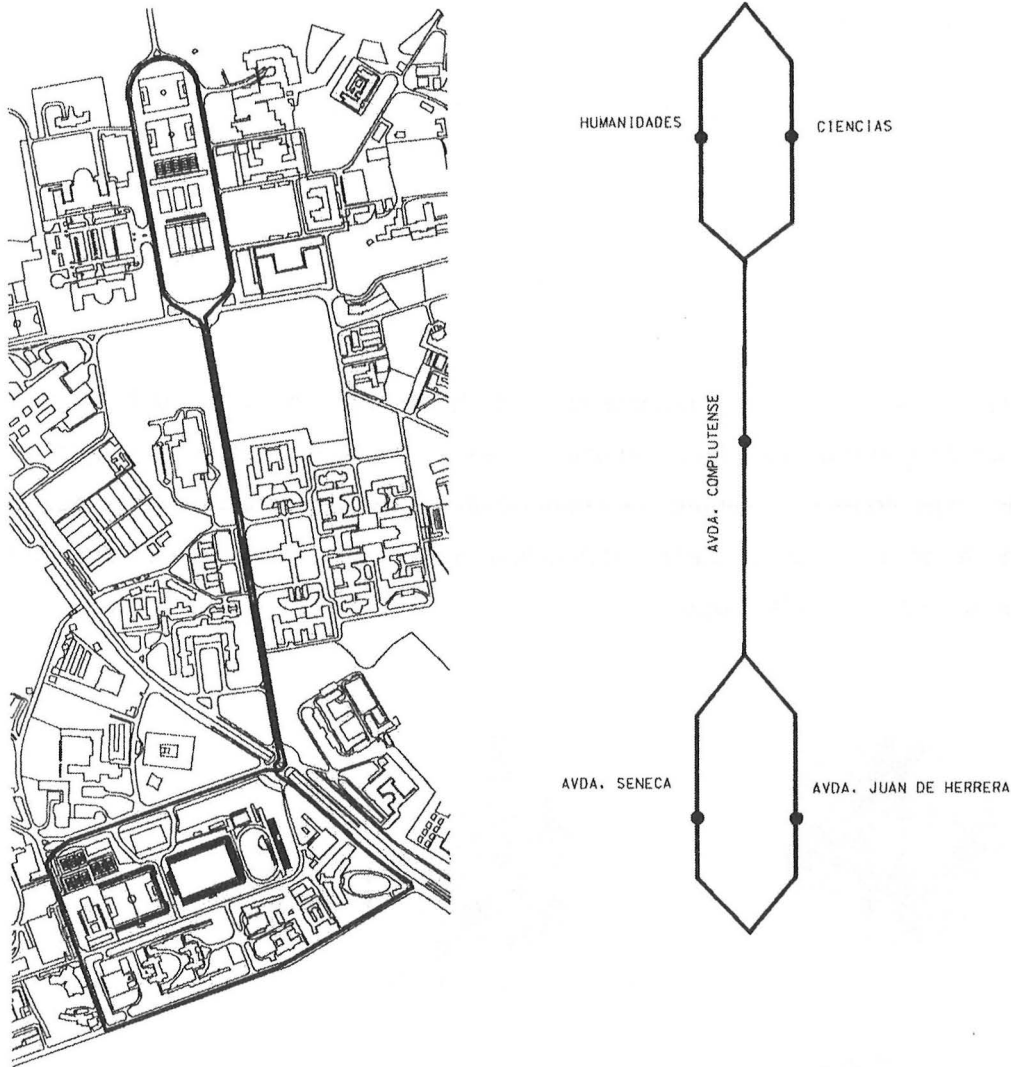 HUMANIDADES
CIENCIAS
AVDA. COMPLUTENSE
AVDA. SENECA
AVDA. JUAN DE HERRERA